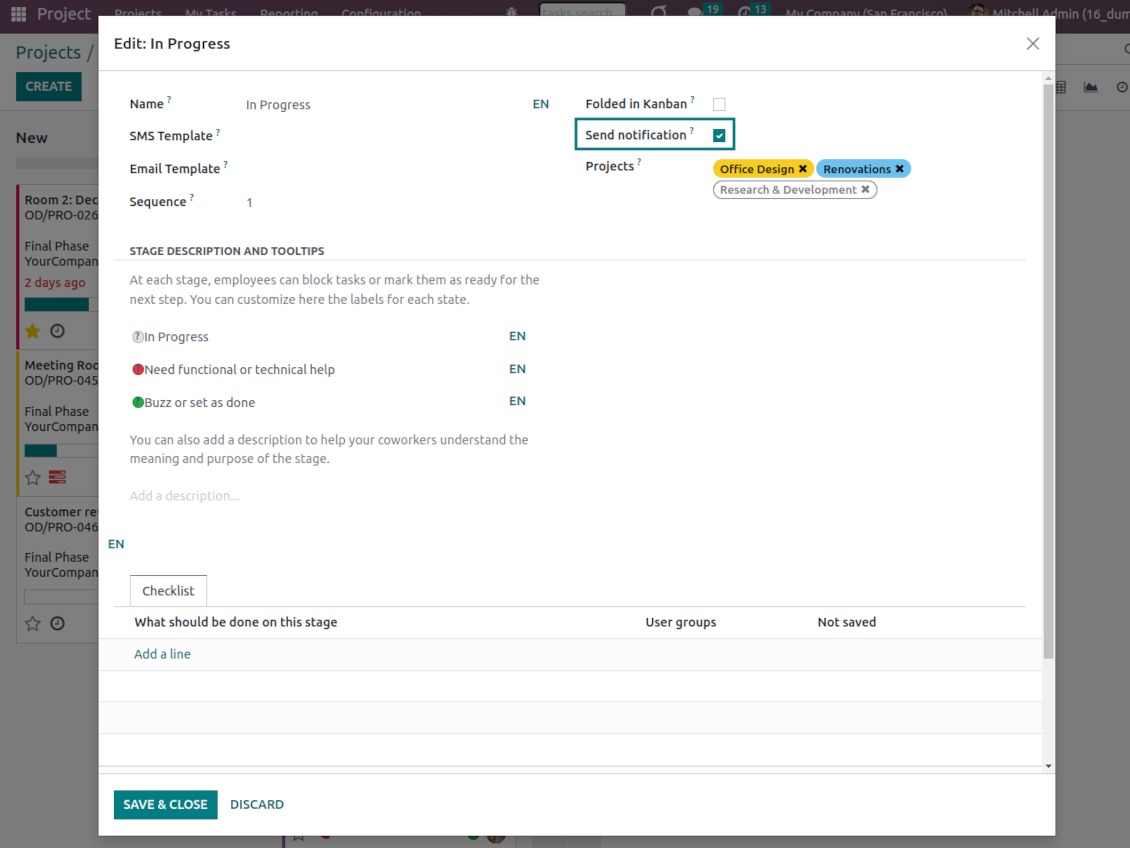 Project Projects My Tasks Reporting Configuration tasks search 19 13 My Company (San Francisco) Mitchell Admin (16_dum
Projects /
CREATE
New
Room 2: Dec
OD/PRO-026
Final Phase
YourCompan
2 days ago
Meeting Roo
OD/PRO-045
Final Phase
YourCompan
Customer re
OD/PRO-046
Final Phase
YourCompan
Edit: In Progress
Name ? In Progress EN
SMS Template ?
Email Template ?
Sequence ? 1
Folded in Kanban ?
Send notification ?
Projects ? Office Design ✖ Renovations ✖
Research & Development ✖
STAGE DESCRIPTION AND TOOLTIPS
At each stage, employees can block tasks or mark them as ready for the
next step. You can customize here the labels for each state.
In Progress EN
Need functional or technical help EN
Buzz or set as done EN
You can also add a description to help your coworkers understand the
meaning and purpose of the stage.
Add a description...
EN
Checklist
What should be done on this stage User groups Not saved
Add a line
SAVE & CLOSE DISCARD